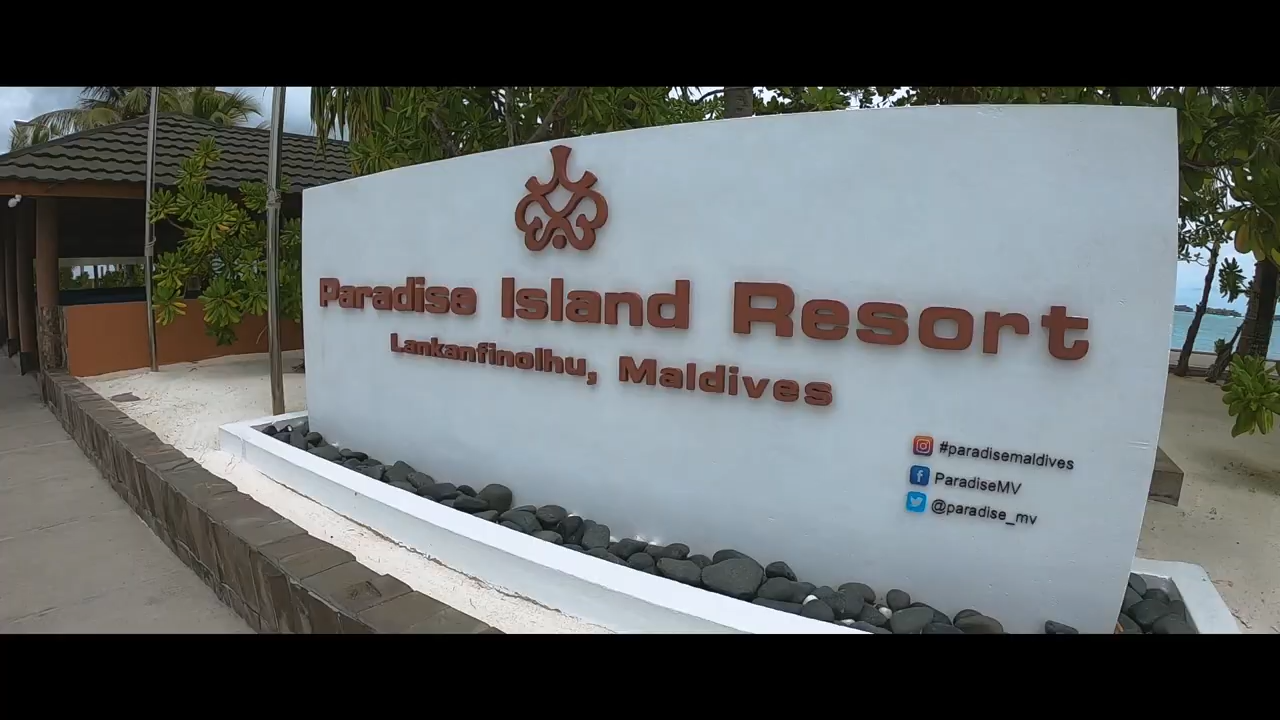 Paradise Island Resort
Lankanfinolhu, Maldives
#paradisemaldives
ParadiseMV
@paradise_mv